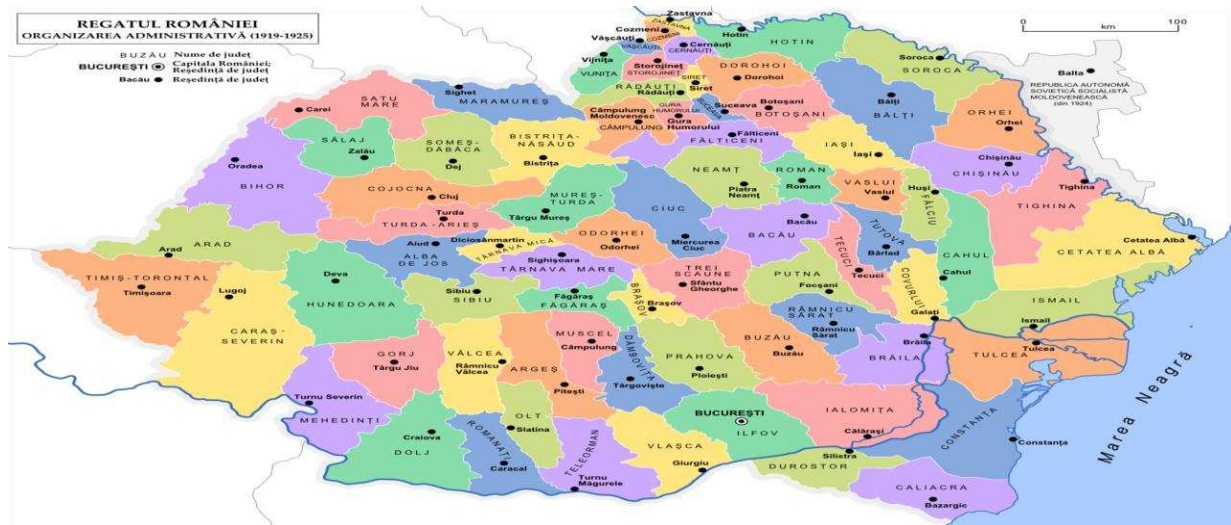 REGATUL ROMÂNIEI
ORGANIZAREA ADMINISTRATIVĂ (1919-1925)
BUZĂU Nume de județ
BUCUREȘTI Capitala României;
Reședință de județ
Bacău Reședință de județ
0 100
km
Zastavna
ZASTAVNA
Cozmeni
COZMENI
Vășcăuți
VĂȘCĂUȚI
Cernăuți
CERNĂUȚI
Hotin
HOTIN
Vijnița
VIJNIȚA
Storojineț
STOROJINEȚ
DOROHOI
Dorohoi
Soroca
SOROCA
Balta
REPUBLICA AUTONOMĂ
SOVIETICĂ SOCIALISTĂ
MOLDOVENEASCĂ
(din 1924)
SIRET
Siret
RĂDĂUȚI
Rădăuți
Sighet
MARAMUREȘ
SATU
MARE
Carei
Câmpulung
Moldovenesc
CÂMPULUNG
GURA
HUMORULUI
Gura
Humorului
SUCEAVA
Suceava
Botoșani
BOTOȘANI
Bălți
BĂLȚI
ORHEI
Orhei
Fălticeni
FĂLTICENI
SĂLAJ
Zalău
SOMEȘ-
DĂBÂCA
Dej
BISTRIȚA-
NĂSĂUD
Bistrița
IAȘI
Iași
Chișinău
CHIȘINĂU
Oradea
BIHOR
NEAMȚ
Piatra
Neamț
ROMAN
Roman
VASLUI
Vaslui
Huși
FĂLCIU
Tighina
TIGHINA
COJOCNA
Cluj
MUREȘ-
TURDA
Târgu Mureș
CIUC
Miercurea
Ciuc
Turda
TURDA-ARIEȘ
Bacău
BACĂU
TUTOVA
Bârlad
Cetatea Albă
CETATEA ALBĂ
ARAD
Arad
Aiud
ALBA
DE JOS
Diciosânmartin
TÂRNAVA MICĂ
ODORHEI
Odorhei
Sighișoara
TÂRNAVA MARE
TECUCI
Tecuci
CAHUL
Cahul
TIMIȘ-TORONTAL
Timișoara
Lugoj
Deva
HUNEDOARA
Sibiu
SIBIU
Făgăraș
FĂGĂRAȘ
BRAȘOV
Brașov
TREI
SCAUNE
Sfântu
Gheorghe
PUTNA
Focșani
COVURLUI
Galați
ISMAIL
Ismail
CARAȘ-
SEVERIN
RÂMNICU
SĂRAT
Râmnicu
Sărat
GORJ
Târgu Jiu
VÂLCEA
Râmnicu
Vâlcea
ARGEȘ
Pitești
MUSCEL
Câmpulung
DÂMBOVIȚA
Târgoviște
PRAHOVA
Ploiești
BUZĂU
Buzău
Brăila
BRĂILA
Tulcea
TULCEA
Turnu Severin
MEHEDINȚI
Craiova
DOLJ
ROMANAȚI
Caracal
OLT
Slatina
TELEORMAN
Turnu
Măgurele
VLAȘCA
Giurgiu
BUCUREȘTI
ILFOV
IALOMIȚA
Călărași
CONSTANȚA
Constanța
Silistra
DUROSTOR
CALIACRA
Bazargic
Marea Neagră